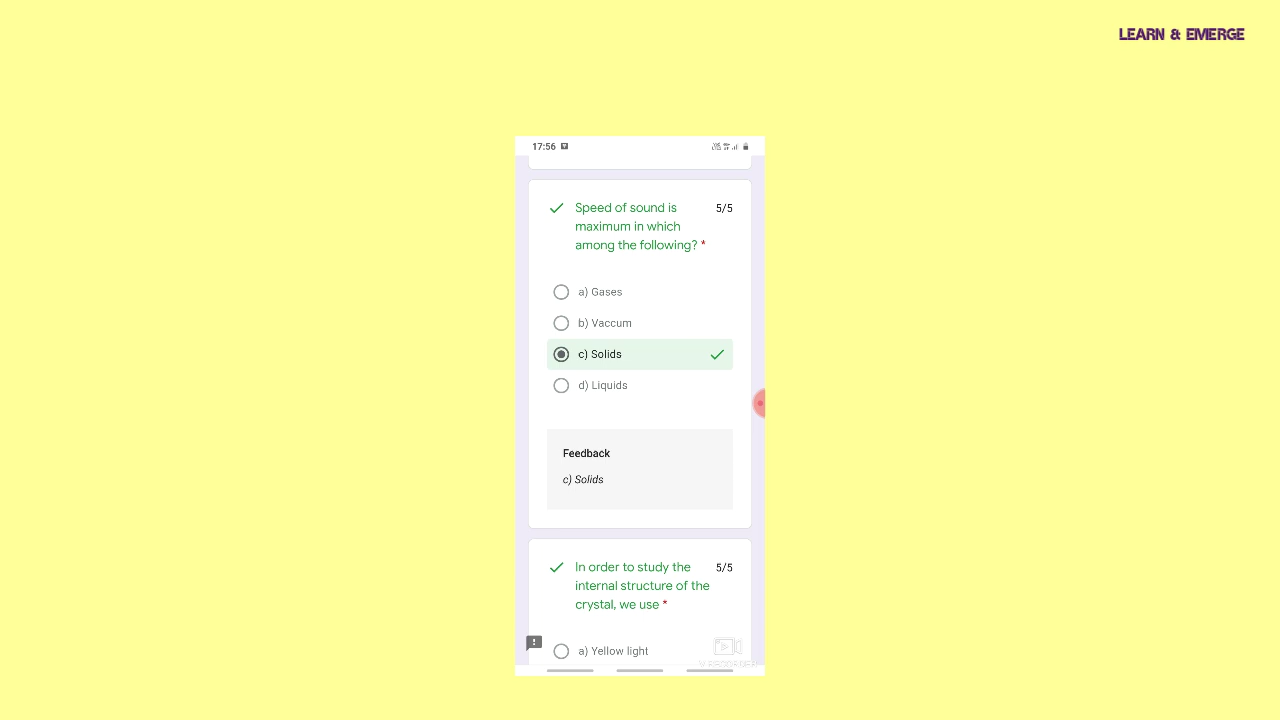 LEARN & EMERGE
17:56
Speed of sound is 5/5
maximum in which
among the following? *
a) Gases
b) Vaccum
c) Solids
d) Liquids
Feedback
c) Solids
In order to study the 5/5
internal structure of the
crystal, we use *
a) Yellow light